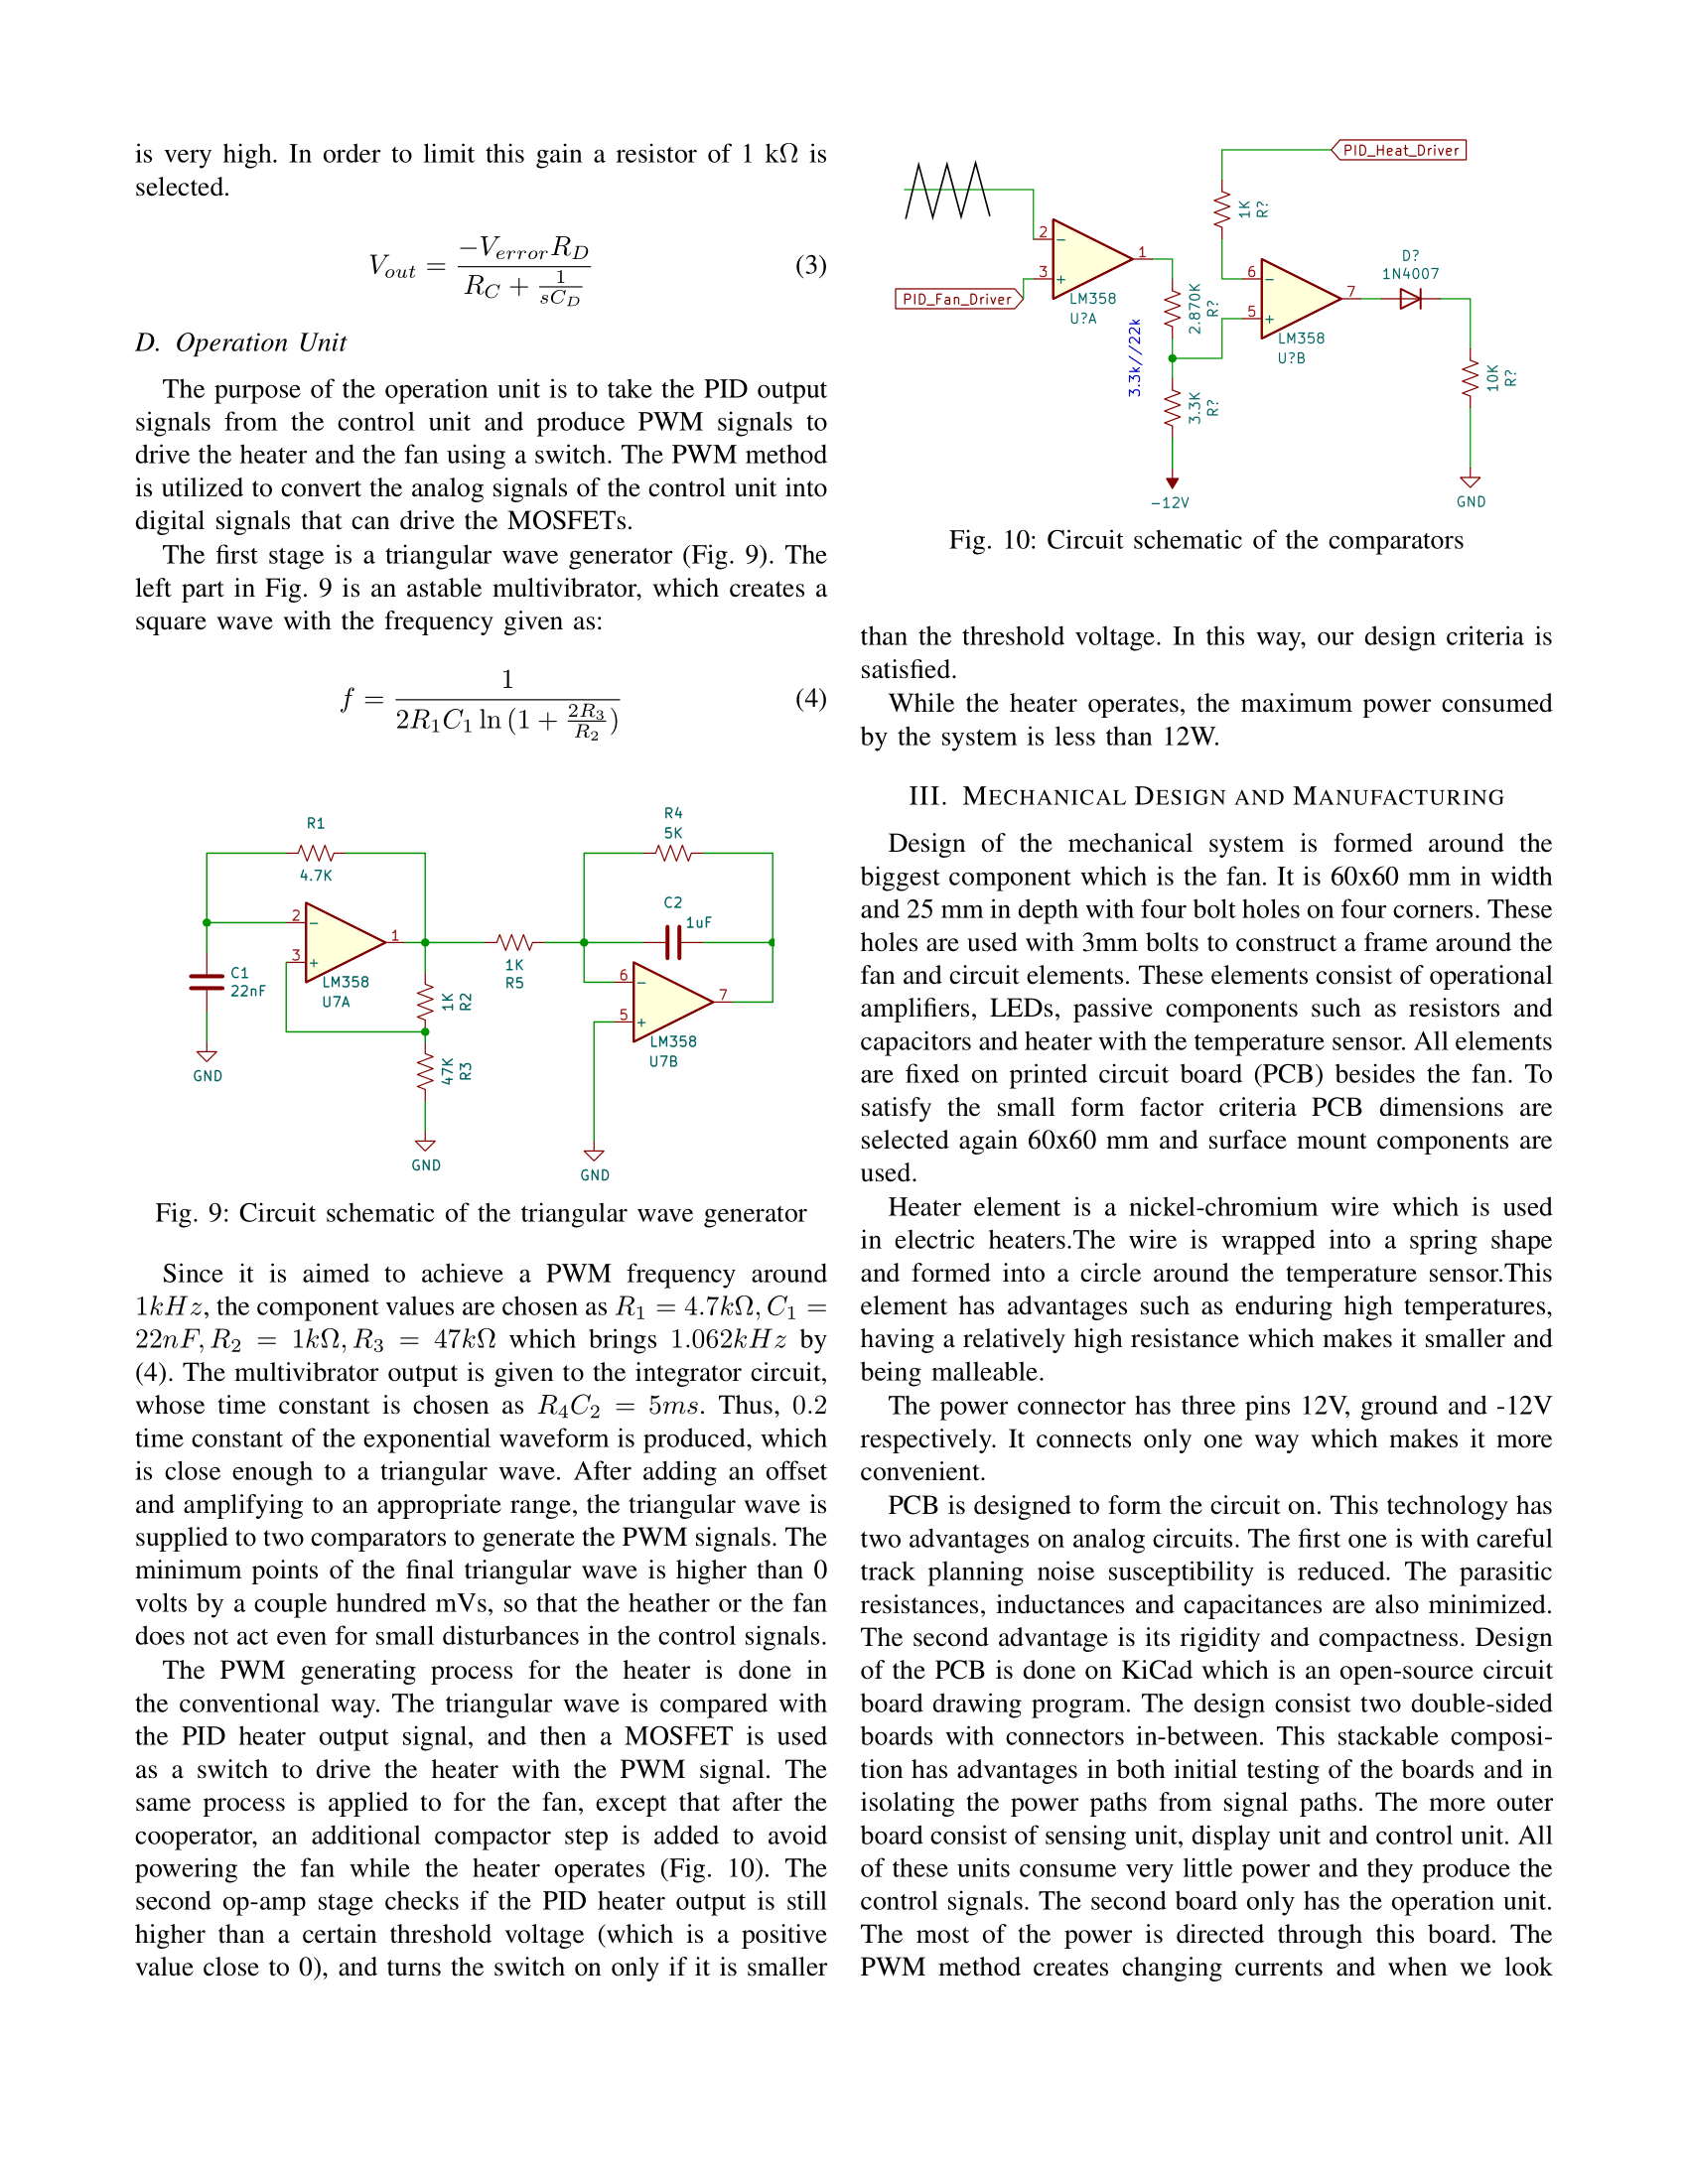 is very high. In order to limit this gain a resistor of 1 kΩ is
selected.
V_out = −V_error R_D / (R_C + 1/(sC_D)) (3)
D. Operation Unit
The purpose of the operation unit is to take the PID output
signals from the control unit and produce PWM signals to
drive the heater and the fan using a switch. The PWM method
is utilized to convert the analog signals of the control unit into
digital signals that can drive the MOSFETs.
The first stage is a triangular wave generator (Fig. 9). The
left part in Fig. 9 is an astable multivibrator, which creates a
square wave with the frequency given as:
f = 1 / (2R_1C_1 ln (1 + 2R_3/R_2)) (4)
R1
4.7K
2
3
1
LM358
U7A
C1
22nF
GND
1K
R2
47K
R3
GND
1K
R5
R4
5K
C2
1uF
6
5
7
LM358
U7B
GND
Fig. 9: Circuit schematic of the triangular wave generator
Since it is aimed to achieve a PWM frequency around
1kHz, the component values are chosen as R_1 = 4.7kΩ, C_1 =
22nF, R_2 = 1kΩ, R_3 = 47kΩ which brings 1.062kHz by
(4). The multivibrator output is given to the integrator circuit,
whose time constant is chosen as R_4C_2 = 5ms. Thus, 0.2
time constant of the exponential waveform is produced, which
is close enough to a triangular wave. After adding an offset
and amplifying to an appropriate range, the triangular wave is
supplied to two comparators to generate the PWM signals. The
minimum points of the final triangular wave is higher than 0
volts by a couple hundred mVs, so that the heather or the fan
does not act even for small disturbances in the control signals.
The PWM generating process for the heater is done in
the conventional way. The triangular wave is compared with
the PID heater output signal, and then a MOSFET is used
as a switch to drive the heater with the PWM signal. The
same process is applied to for the fan, except that after the
cooperator, an additional compactor step is added to avoid
powering the fan while the heater operates (Fig. 10). The
second op-amp stage checks if the PID heater output is still
higher than a certain threshold voltage (which is a positive
value close to 0), and turns the switch on only if it is smaller
PID_Heat_Driver
1K
R?
2
3
1
PID_Fan_Driver
LM358
U?A
2.870K
R?
3.3k//22k
3.3K
R?
-12V
6
5
7
LM358
U?B
D?
1N4007
10K
R?
GND
Fig. 10: Circuit schematic of the comparators
than the threshold voltage. In this way, our design criteria is
satisfied.
While the heater operates, the maximum power consumed
by the system is less than 12W.
III. MECHANICAL DESIGN AND MANUFACTURING
Design of the mechanical system is formed around the
biggest component which is the fan. It is 60x60 mm in width
and 25 mm in depth with four bolt holes on four corners. These
holes are used with 3mm bolts to construct a frame around the
fan and circuit elements. These elements consist of operational
amplifiers, LEDs, passive components such as resistors and
capacitors and heater with the temperature sensor. All elements
are fixed on printed circuit board (PCB) besides the fan. To
satisfy the small form factor criteria PCB dimensions are
selected again 60x60 mm and surface mount components are
used.
Heater element is a nickel-chromium wire which is used
in electric heaters.The wire is wrapped into a spring shape
and formed into a circle around the temperature sensor.This
element has advantages such as enduring high temperatures,
having a relatively high resistance which makes it smaller and
being malleable.
The power connector has three pins 12V, ground and -12V
respectively. It connects only one way which makes it more
convenient.
PCB is designed to form the circuit on. This technology has
two advantages on analog circuits. The first one is with careful
track planning noise susceptibility is reduced. The parasitic
resistances, inductances and capacitances are also minimized.
The second advantage is its rigidity and compactness. Design
of the PCB is done on KiCad which is an open-source circuit
board drawing program. The design consist two double-sided
boards with connectors in-between. This stackable composi-
tion has advantages in both initial testing of the boards and in
isolating the power paths from signal paths. The more outer
board consist of sensing unit, display unit and control unit. All
of these units consume very little power and they produce the
control signals. The second board only has the operation unit.
The most of the power is directed through this board. The
PWM method creates changing currents and when we look